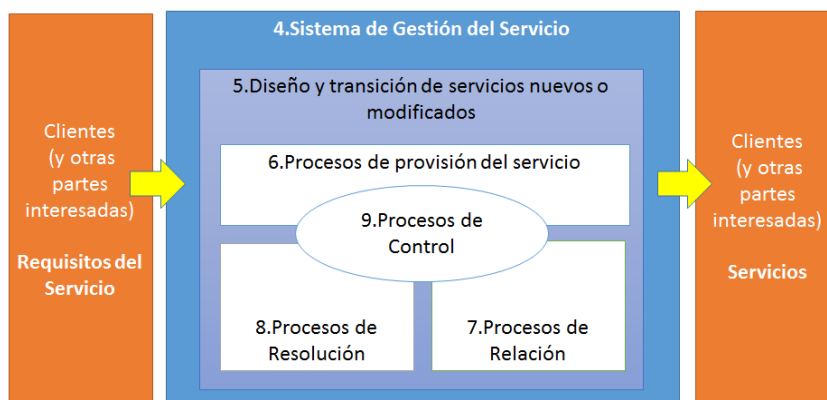 4.Sistema de Gestión del Servicio
Clientes
(y otras
partes
interesadas)
Requisitos del
Servicio
5.Diseño y transición de servicios nuevos o
modificados
6.Procesos de provisión del servicio
9.Procesos de
Control
8.Procesos de
Resolución
7.Procesos de
Relación
Clientes
(y otras
partes
interesadas)
Servicios